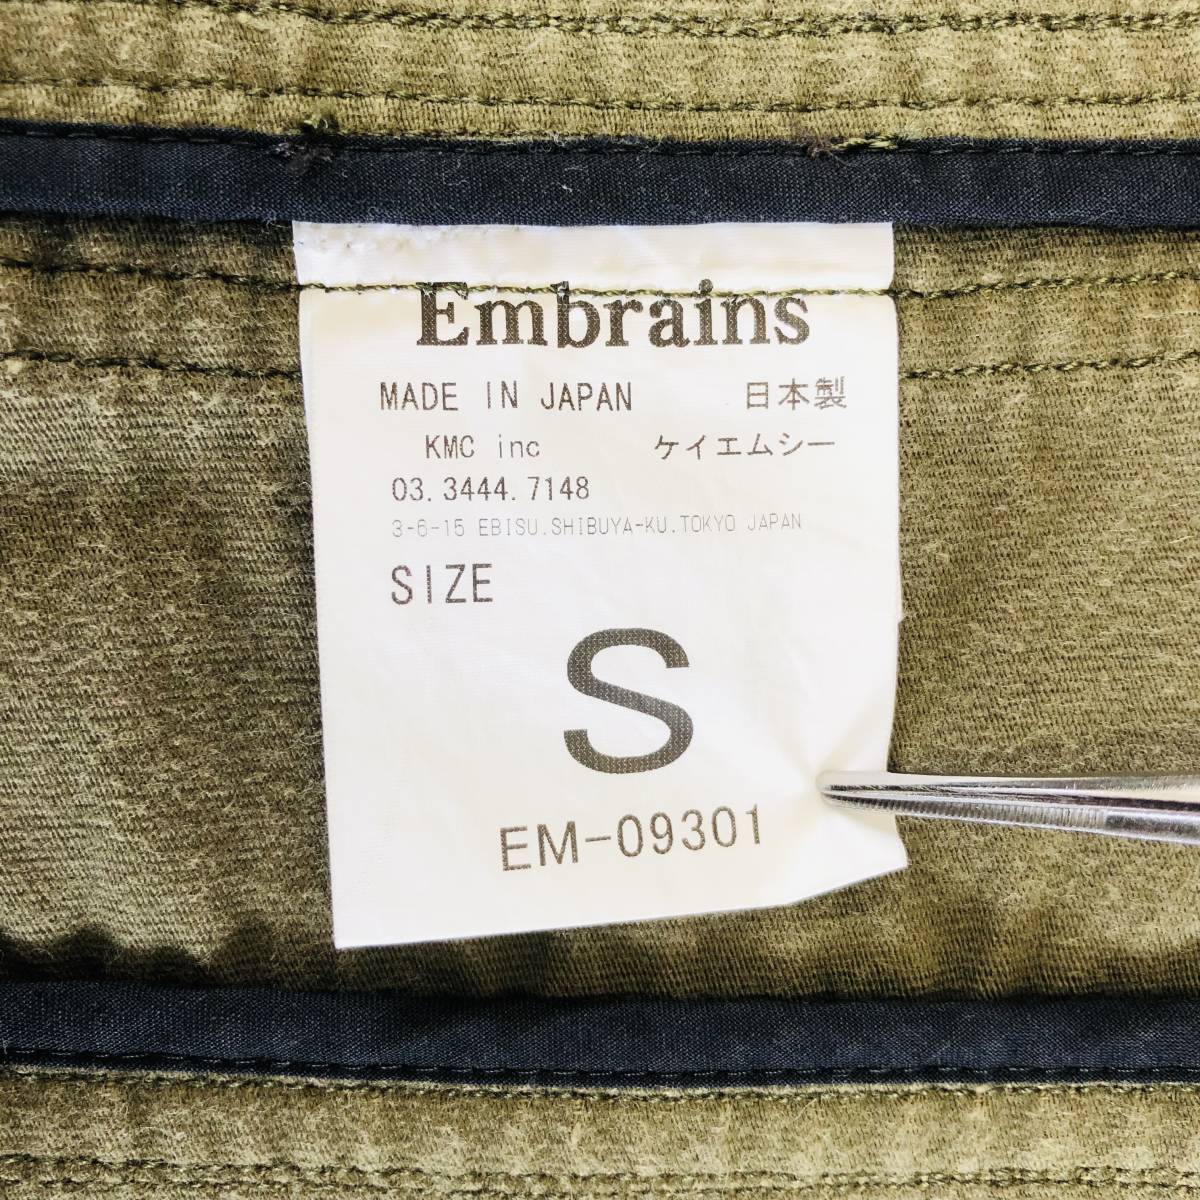 Embrains
MADE IN JAPAN 日本製
KMC inc ケイエムシー
03.3444.7148
3-6-15 EBISU.SHIBUYA-KU.TOKYO JAPAN
SIZE
S
EM-09301